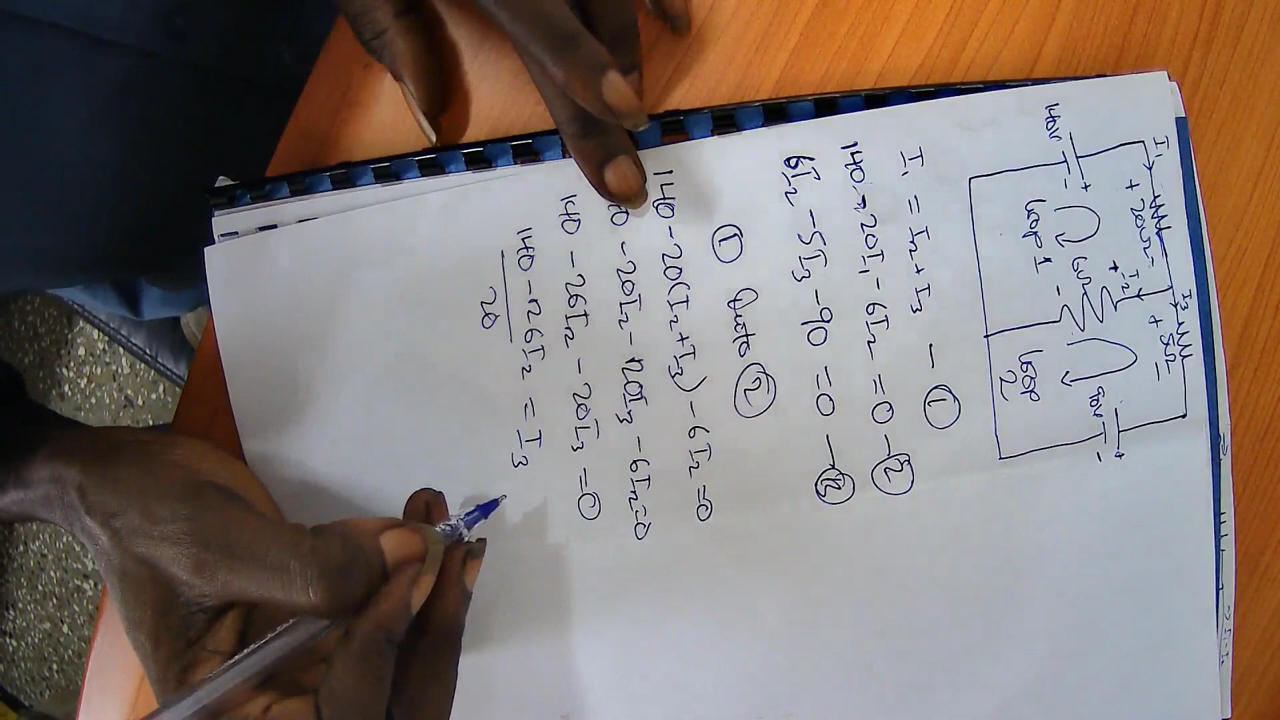 I₁ I₃
+ 20Ω - + 5Ω -
140V + - Loop 1 6Ω + I₂ - Loop 2 90V + -
I₁ = I₂ + I₃ — ①
140 - 20I₁ - 6I₂ = 0 - ②
6I₂ - 5I₃ - 90 = 0 —
① into ②
140 - 20(I₂ + I₃) - 6I₂ = 0
- 20I₂ - 20I₃ - 6I₂ = 0
140 - 26I₂ - 20I₃ = 0
140 - 26I₂ = I₃
20